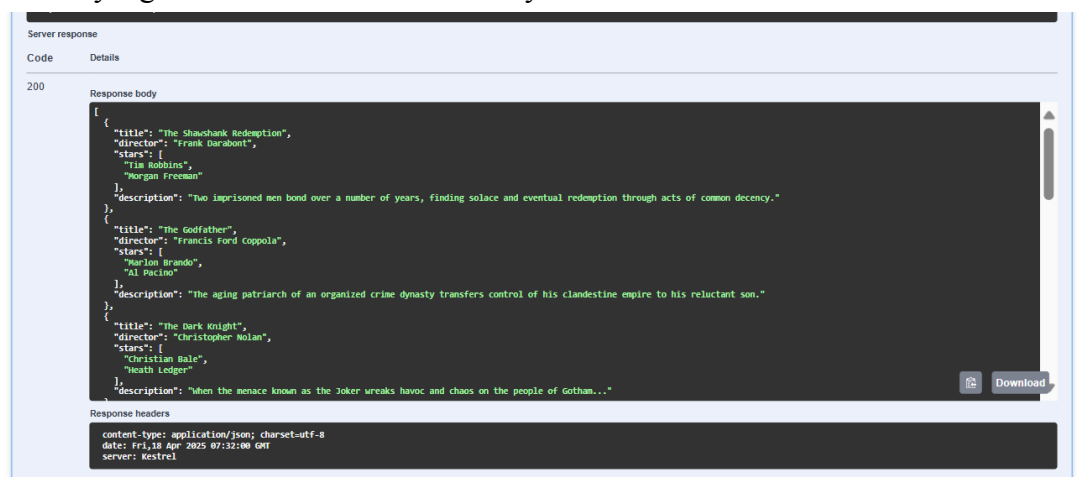 Server response
Code Details
200
Response body
[
  {
    "title": "The Shawshank Redemption",
    "director": "Frank Darabont",
    "stars": [
      "Tim Robbins",
      "Morgan Freeman"
    ],
    "description": "Two imprisoned men bond over a number of years, finding solace and eventual redemption through acts of common decency."
  },
  {
    "title": "The Godfather",
    "director": "Francis Ford Coppola",
    "stars": [
      "Marlon Brando",
      "Al Pacino"
    ],
    "description": "The aging patriarch of an organized crime dynasty transfers control of his clandestine empire to his reluctant son."
  },
  {
    "title": "The Dark Knight",
    "director": "Christopher Nolan",
    "stars": [
      "Christian Bale",
      "Heath Ledger"
    ],
    "description": "When the menace known as the Joker wreaks havoc and chaos on the people of Gotham..."
Download
Response headers
content-type: application/json; charset=utf-8
date: Fri,18 Apr 2025 07:32:00 GMT
server: Kestrel